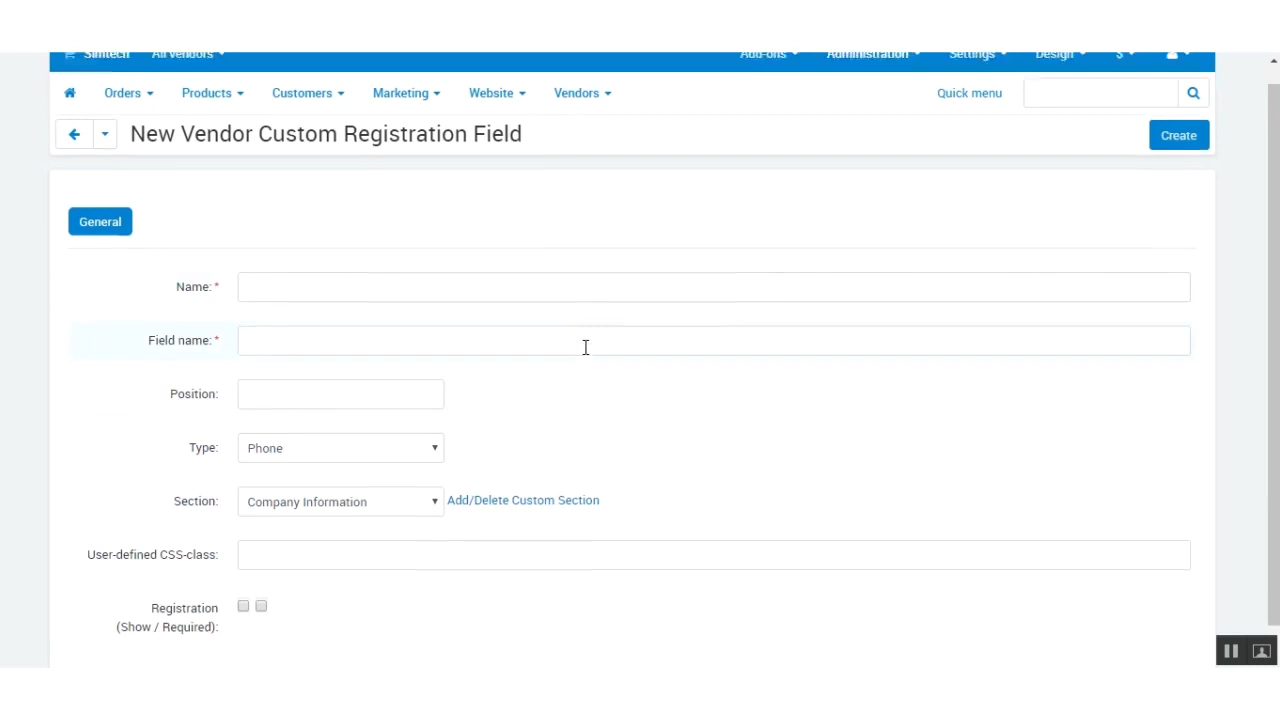 Simtech All vendors Add-ons Administration Settings Design $
Orders Products Customers Marketing Website Vendors Quick menu
New Vendor Custom Registration Field Create
General
Name: *
Field name: *
Position:
Type: Phone
Section: Company Information Add/Delete Custom Section
User-defined CSS-class:
Registration
(Show / Required):